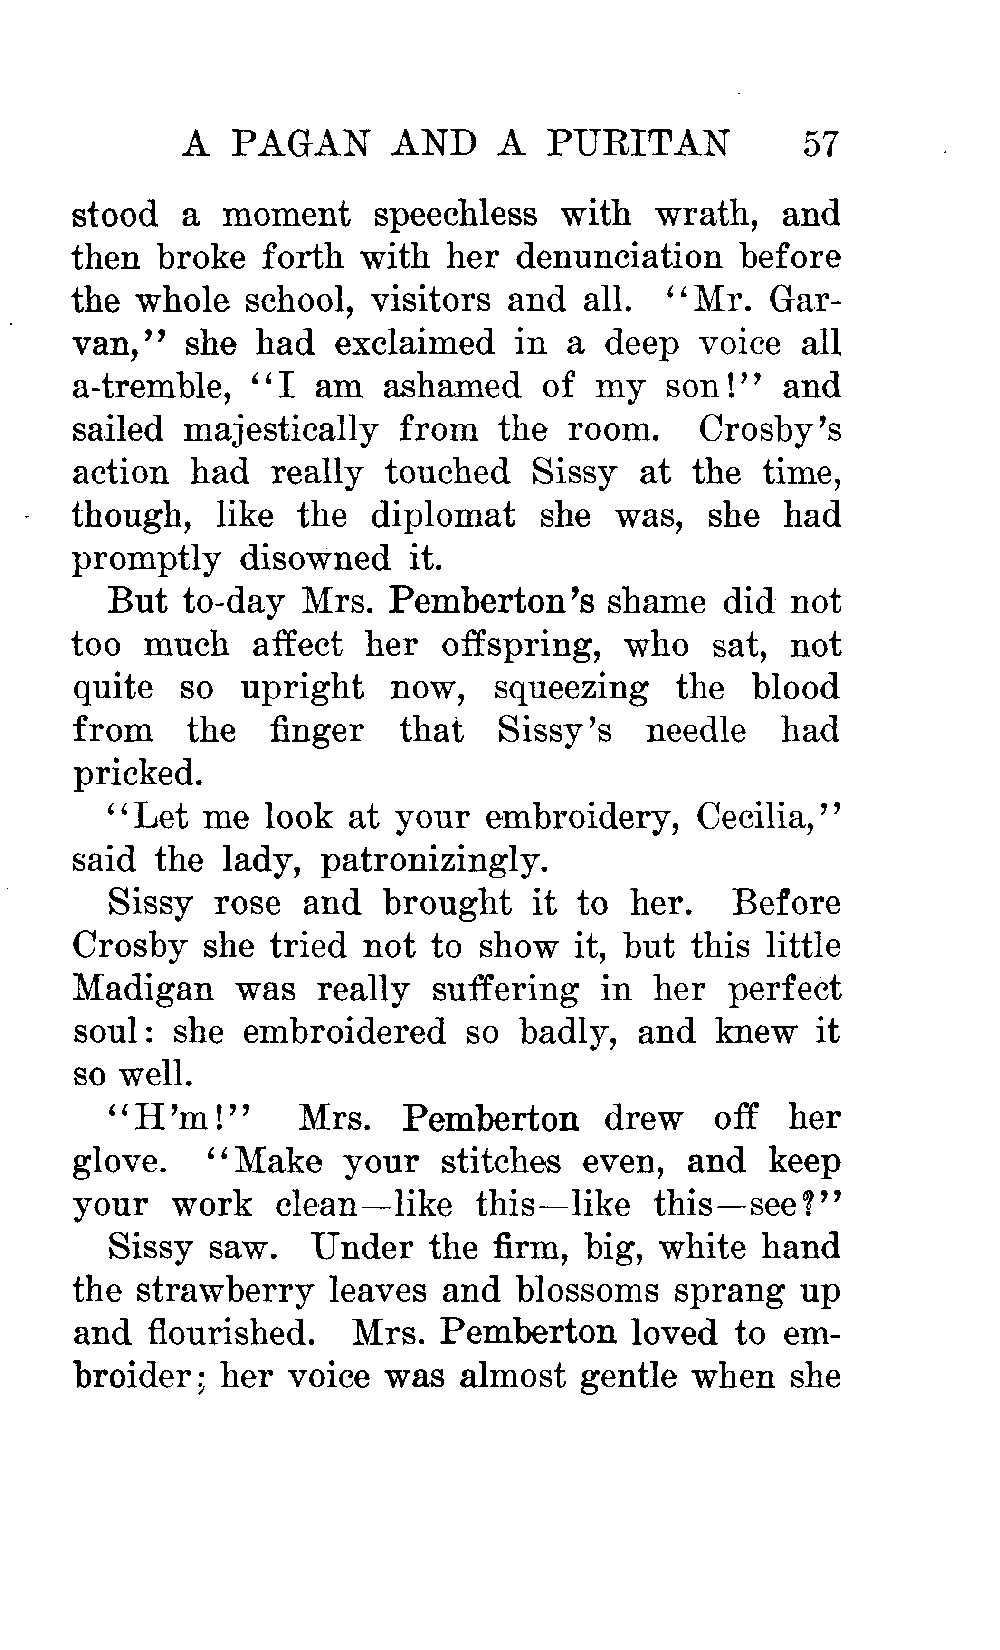 A PAGAN AND A PURITAN 57
stood a moment speechless with wrath, and
then broke forth with her denunciation before
the whole school, visitors and all. "Mr. Gar-
van," she had exclaimed in a deep voice all
a-tremble, "I am ashamed of my son!" and
sailed majestically from the room. Crosby's
action had really touched Sissy at the time,
though, like the diplomat she was, she had
promptly disowned it.
But to-day Mrs. Pemberton's shame did not
too much affect her offspring, who sat, not
quite so upright now, squeezing the blood
from the finger that Sissy's needle had
pricked.
"Let me look at your embroidery, Cecilia,"
said the lady, patronizingly.
Sissy rose and brought it to her. Before
Crosby she tried not to show it, but this little
Madigan was really suffering in her perfect
soul: she embroidered so badly, and knew it
so well.
"H'm!" Mrs. Pemberton drew off her
glove. "Make your stitches even, and keep
your work clean—like this—like this—see?"
Sissy saw. Under the firm, big, white hand
the strawberry leaves and blossoms sprang up
and flourished. Mrs. Pemberton loved to em-
broider; her voice was almost gentle when she